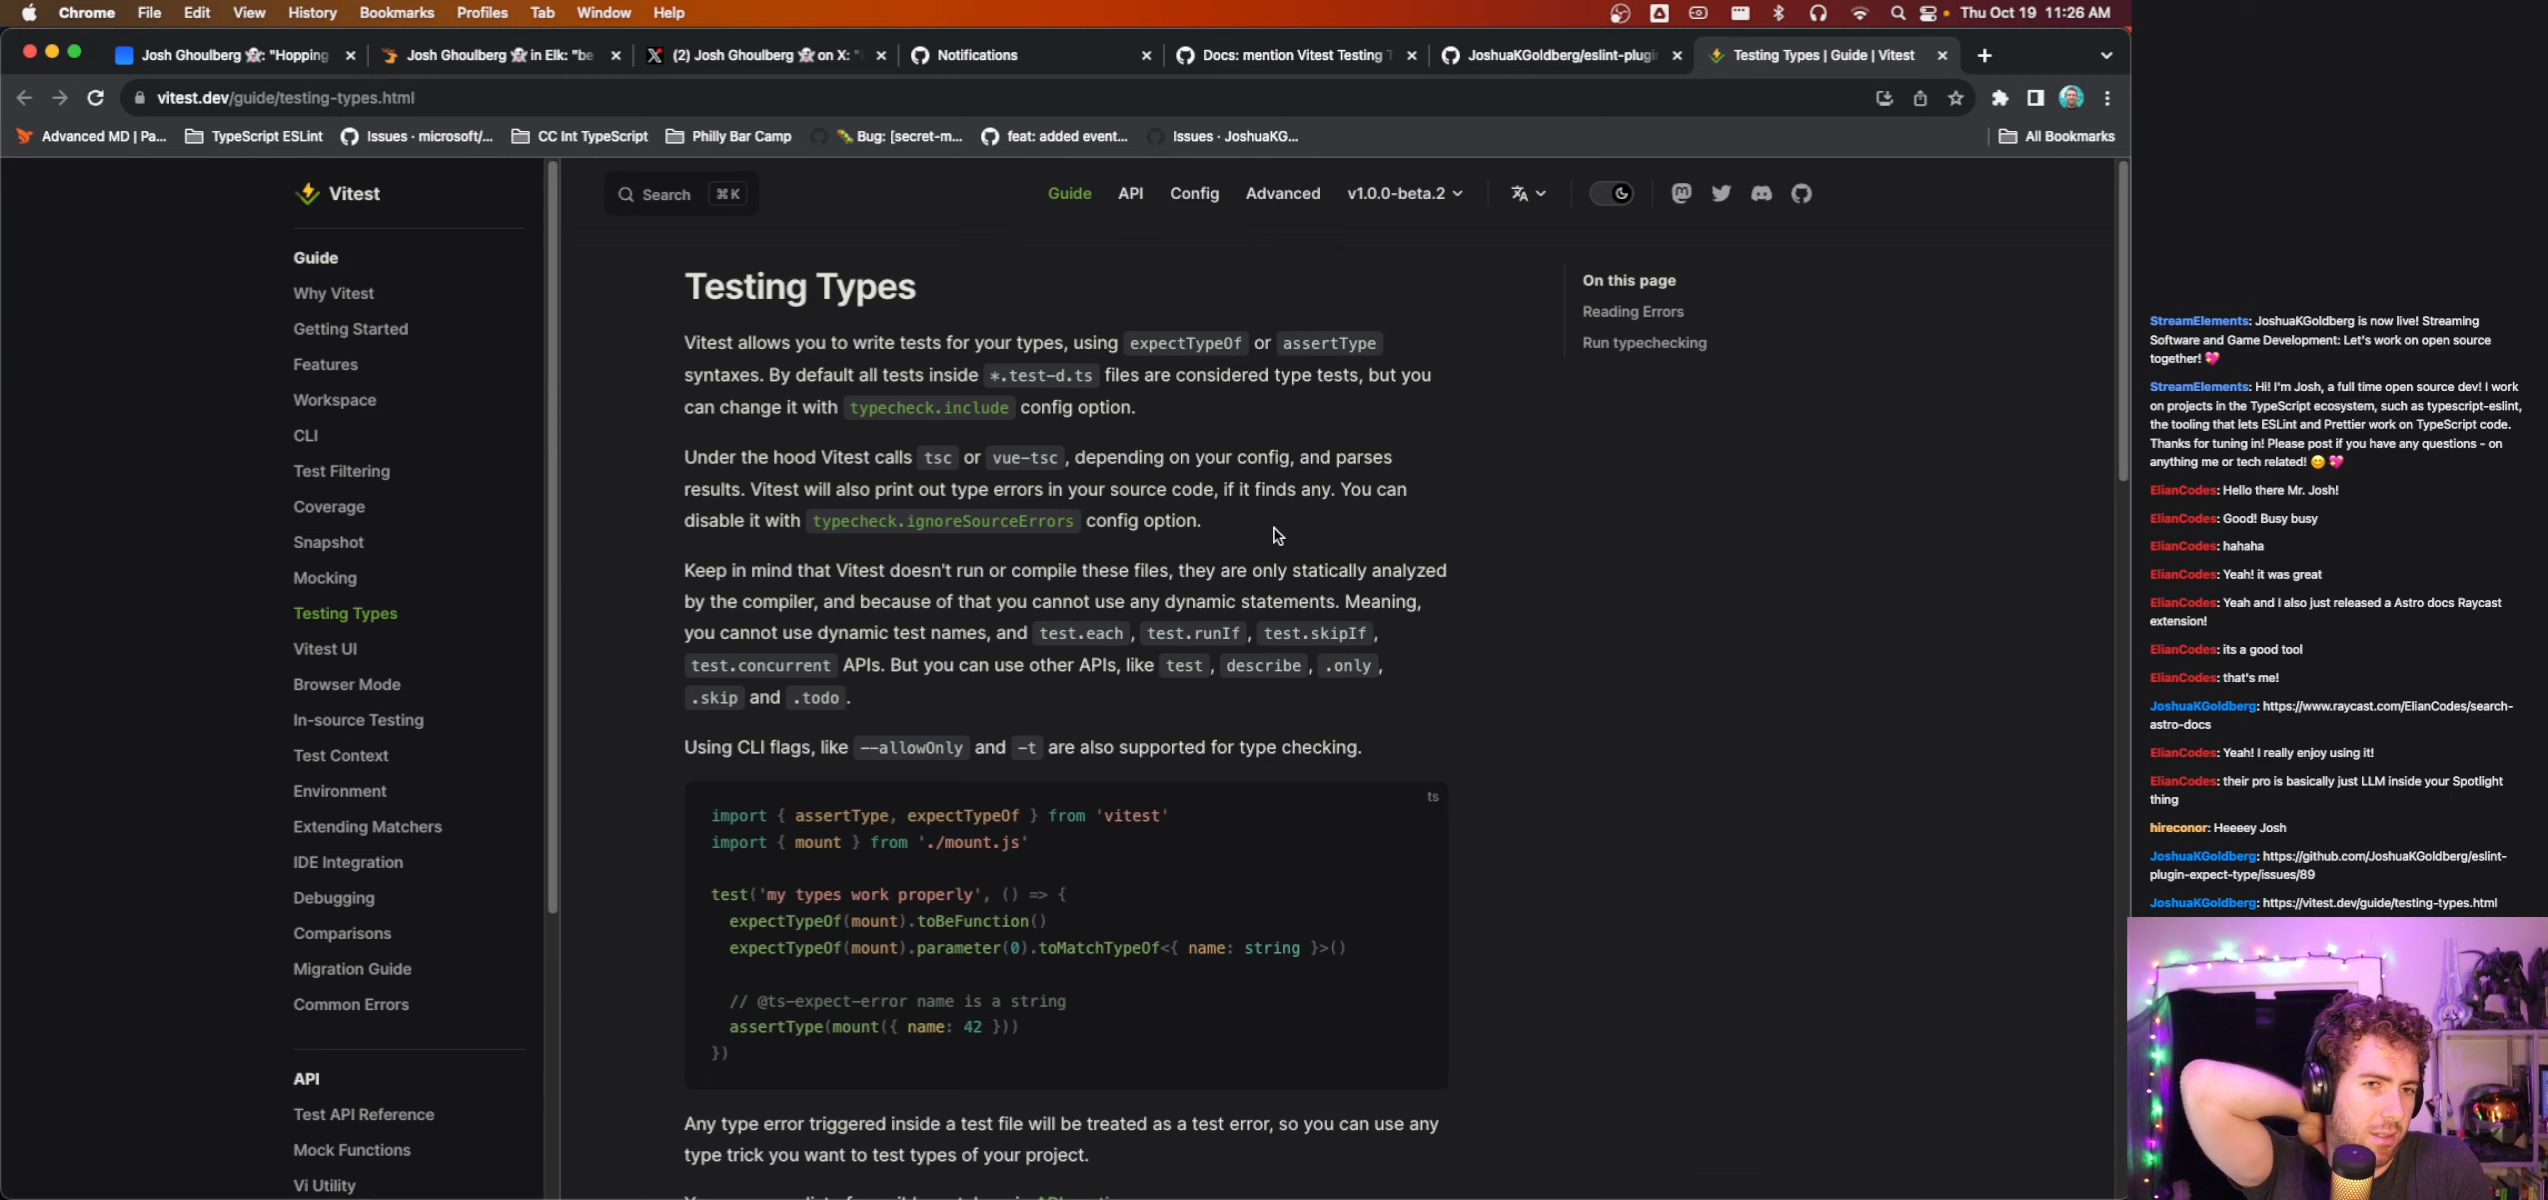 Chrome File Edit View History Bookmarks Profiles Tab Window Help
Thu Oct 19 11:26 AM
Josh Ghoulberg 👻: "Hopping
Josh Ghoulberg 👻 in Elk: "be
(2) Josh Ghoulberg 👻 on X: "
Notifications
Docs: mention Vitest Testing T
JoshuaKGoldberg/eslint-plugi
Testing Types | Guide | Vitest
vitest.dev/guide/testing-types.html
Advanced MD | Pa...
TypeScript ESLint
Issues · microsoft/...
CC Int TypeScript
Philly Bar Camp
🐛 Bug: [secret-m...
feat: added event...
Issues · JoshuaKG...
All Bookmarks
Vitest
Search ⌘ K
Guide API Config Advanced v1.0.0-beta.2
Guide
Why Vitest
Getting Started
Features
Workspace
CLI
Test Filtering
Coverage
Snapshot
Mocking
Testing Types
Vitest UI
Browser Mode
In-source Testing
Test Context
Environment
Extending Matchers
IDE Integration
Debugging
Comparisons
Migration Guide
Common Errors
API
Test API Reference
Mock Functions
Vi Utility
Testing Types
Vitest allows you to write tests for your types, using expectTypeOf or assertType
syntaxes. By default all tests inside *.test-d.ts files are considered type tests, but you
can change it with typecheck.include config option.
Under the hood Vitest calls tsc or vue-tsc, depending on your config, and parses
results. Vitest will also print out type errors in your source code, if it finds any. You can
disable it with typecheck.ignoreSourceErrors config option.
Keep in mind that Vitest doesn't run or compile these files, they are only statically analyzed
by the compiler, and because of that you cannot use any dynamic statements. Meaning,
you cannot use dynamic test names, and test.each, test.runIf, test.skipIf,
test.concurrent APIs. But you can use other APIs, like test, describe, .only,
.skip and .todo.
Using CLI flags, like --allowOnly and -t are also supported for type checking.
ts
import { assertType, expectTypeOf } from 'vitest'
import { mount } from './mount.js'
test('my types work properly', () => {
expectTypeOf(mount).toBeFunction()
expectTypeOf(mount).parameter(0).toMatchTypeOf<{ name: string }>()
// @ts-expect-error name is a string
assertType(mount({ name: 42 }))
})
Any type error triggered inside a test file will be treated as a test error, so you can use any
type trick you want to test types of your project.
On this page
Reading Errors
Run typechecking
StreamElements: JoshuaKGoldberg is now live! Streaming
Software and Game Development: Let's work on open source
together! 💖
StreamElements: Hi! I'm Josh, a full time open source dev! I work
on projects in the TypeScript ecosystem, such as typescript-eslint,
the tooling that lets ESLint and Prettier work on TypeScript code.
Thanks for tuning in! Please post if you have any questions - on
anything me or tech related! 😊 💖
ElianCodes: Hello there Mr. Josh!
ElianCodes: Good! Busy busy
ElianCodes: hahaha
ElianCodes: Yeah! it was great
ElianCodes: Yeah and I also just released a Astro docs Raycast
extension!
ElianCodes: its a good tool
ElianCodes: that's me!
JoshuaKGoldberg: https://www.raycast.com/ElianCodes/search-
astro-docs
ElianCodes: Yeah! I really enjoy using it!
ElianCodes: their pro is basically just LLM inside your Spotlight
thing
hireconor: Heeeey Josh
JoshuaKGoldberg: https://github.com/JoshuaKGoldberg/eslint-
plugin-expect-type/issues/89
JoshuaKGoldberg: https://vitest.dev/guide/testing-types.html